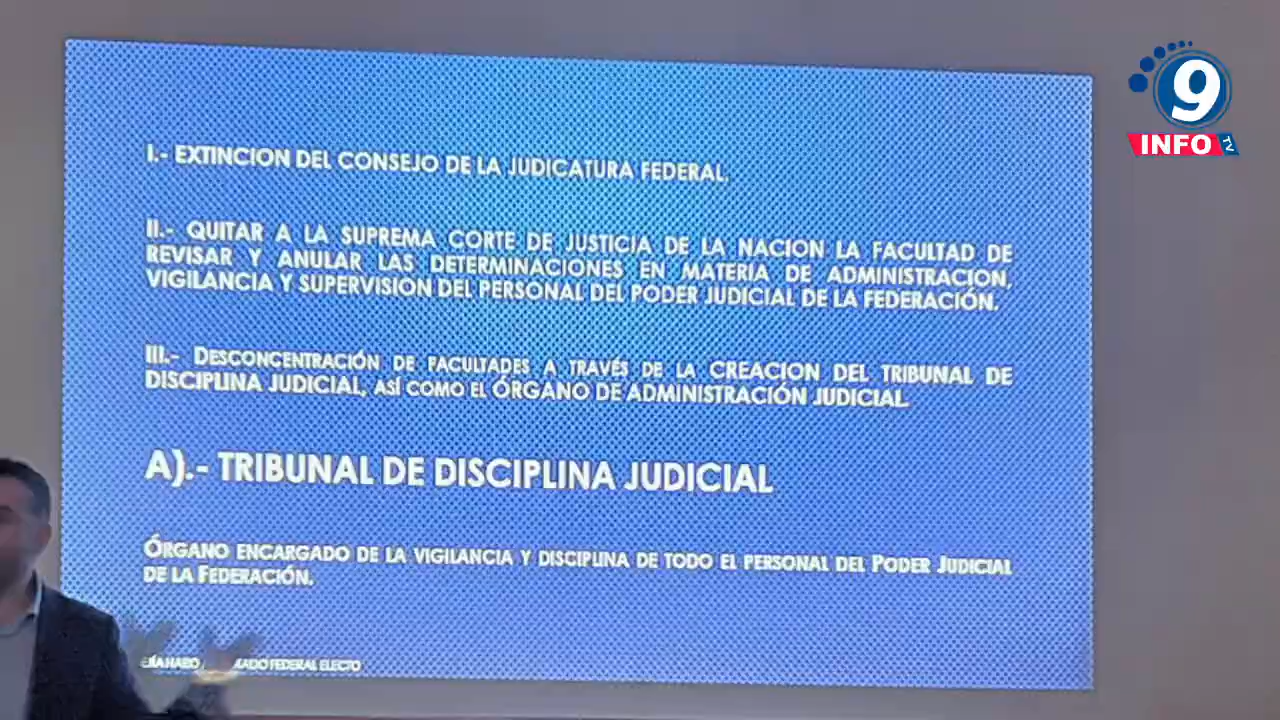 I.- EXTINCION DEL CONSEJO DE LA JUDICATURA FEDERAL.
II.- QUITAR A LA SUPREMA CORTE DE JUSTICIA DE LA NACION LA FACULTAD DE
REVISAR Y ANULAR LAS DETERMINACIONES EN MATERIA DE ADMINISTRACION,
VIGILANCIA Y SUPERVISION DEL PERSONAL DEL PODER JUDICIAL DE LA FEDERACIÓN.
III.- DESCONCENTRACIÓN DE FACULTADES A TRAVÉS DE LA CREACION DEL TRIBUNAL DE
DISCIPLINA JUDICIAL, ASÍ COMO EL ÓRGANO DE ADMINISTRACIÓN JUDICIAL.
A).- TRIBUNAL DE DISCIPLINA JUDICIAL
ÓRGANO ENCARGADO DE LA VIGILANCIA Y DISCIPLINA DE TODO EL PERSONAL DEL PODER JUDICIAL
DE LA FEDERACIÓN.
FEDERAL ELECTO
9
INFO TV